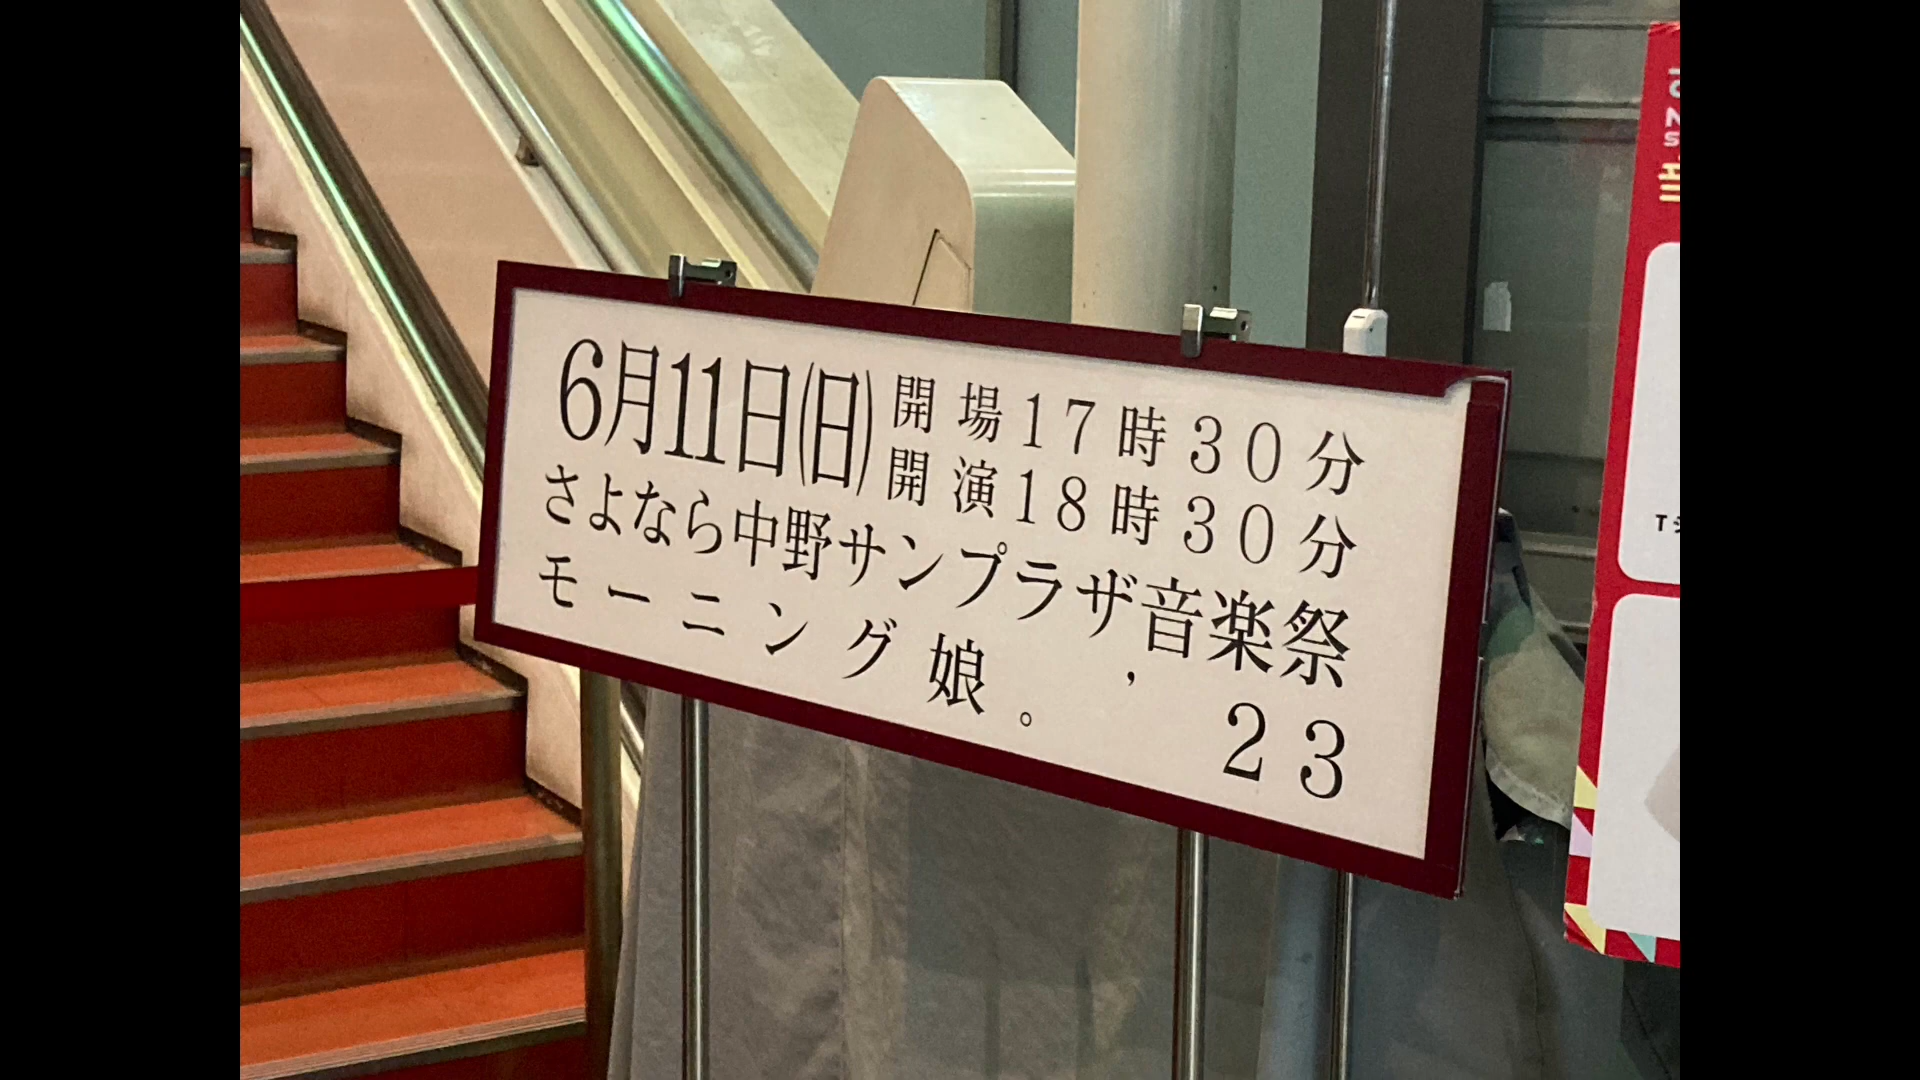 6月11日(日) 開場17時30分
開演18時30分
さよなら中野サンプラザ音楽祭
モーニング娘。'23